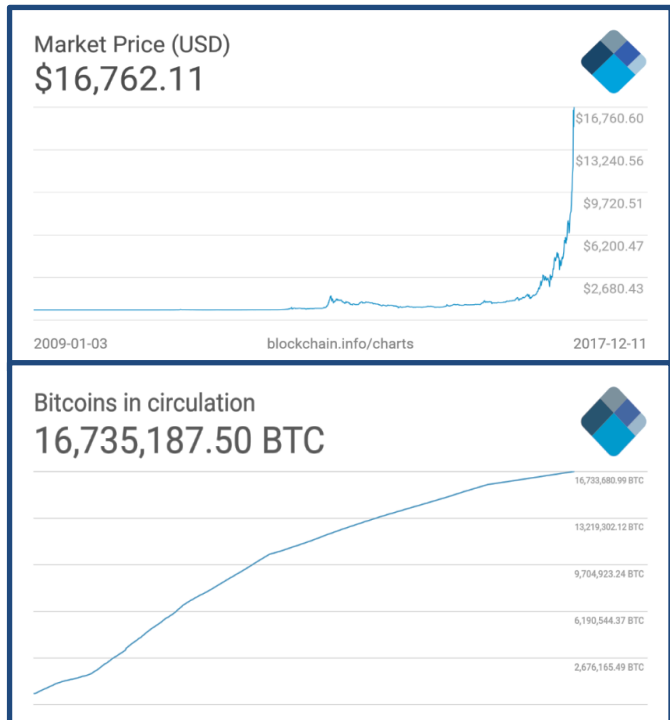 Market Price (USD)
$16,762.11
$16,760.60
$13,240.56
$9,720.51
$6,200.47
$2,680.43
2009-01-03 blockchain.info/charts 2017-12-11
Bitcoins in circulation
16,735,187.50 BTC
16,733,680.99 BTC
13,219,302.12 BTC
9,704,923.24 BTC
6,190,544.37 BTC
2,676,165.49 BTC